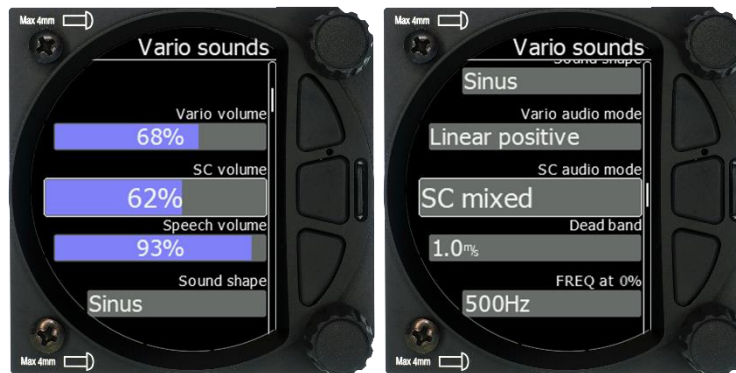 Max 4mm
Vario sounds
Vario volume
68%
SC volume
62%
Speech volume
93%
Sound shape
Sinus
Max 4mm
Max 4mm
Vario sounds
Sound shape
Sinus
Vario audio mode
Linear positive
SC audio mode
SC mixed
Dead band
1.0m/s
FREQ at 0%
500Hz
Max 4mm